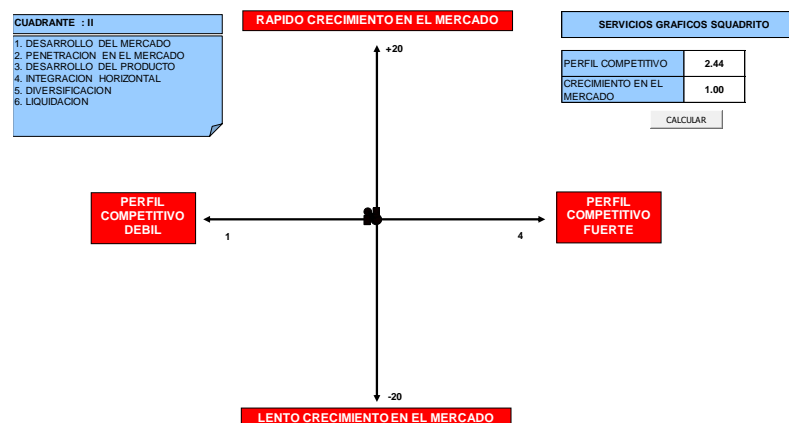 CUADRANTE : II
1. DESARROLLO DEL MERCADO
2. PENETRACION EN EL MERCADO
3. DESARROLLO DEL PRODUCTO
4. INTEGRACION HORIZONTAL
5. DIVERSIFICACION
6. LIQUIDACION
RAPIDO CRECIMIENTO EN EL MERCADO
+20
SERVICIOS GRAFICOS SQUADRITO
PERFIL COMPETITIVO 2.44
CRECIMIENTO EN EL
MERCADO 1.00
CALCULAR
PERFIL
COMPETITIVO
DEBIL
1
4
PERFIL
COMPETITIVO
FUERTE
-20
LENTO CRECIMIENTO EN EL MERCADO